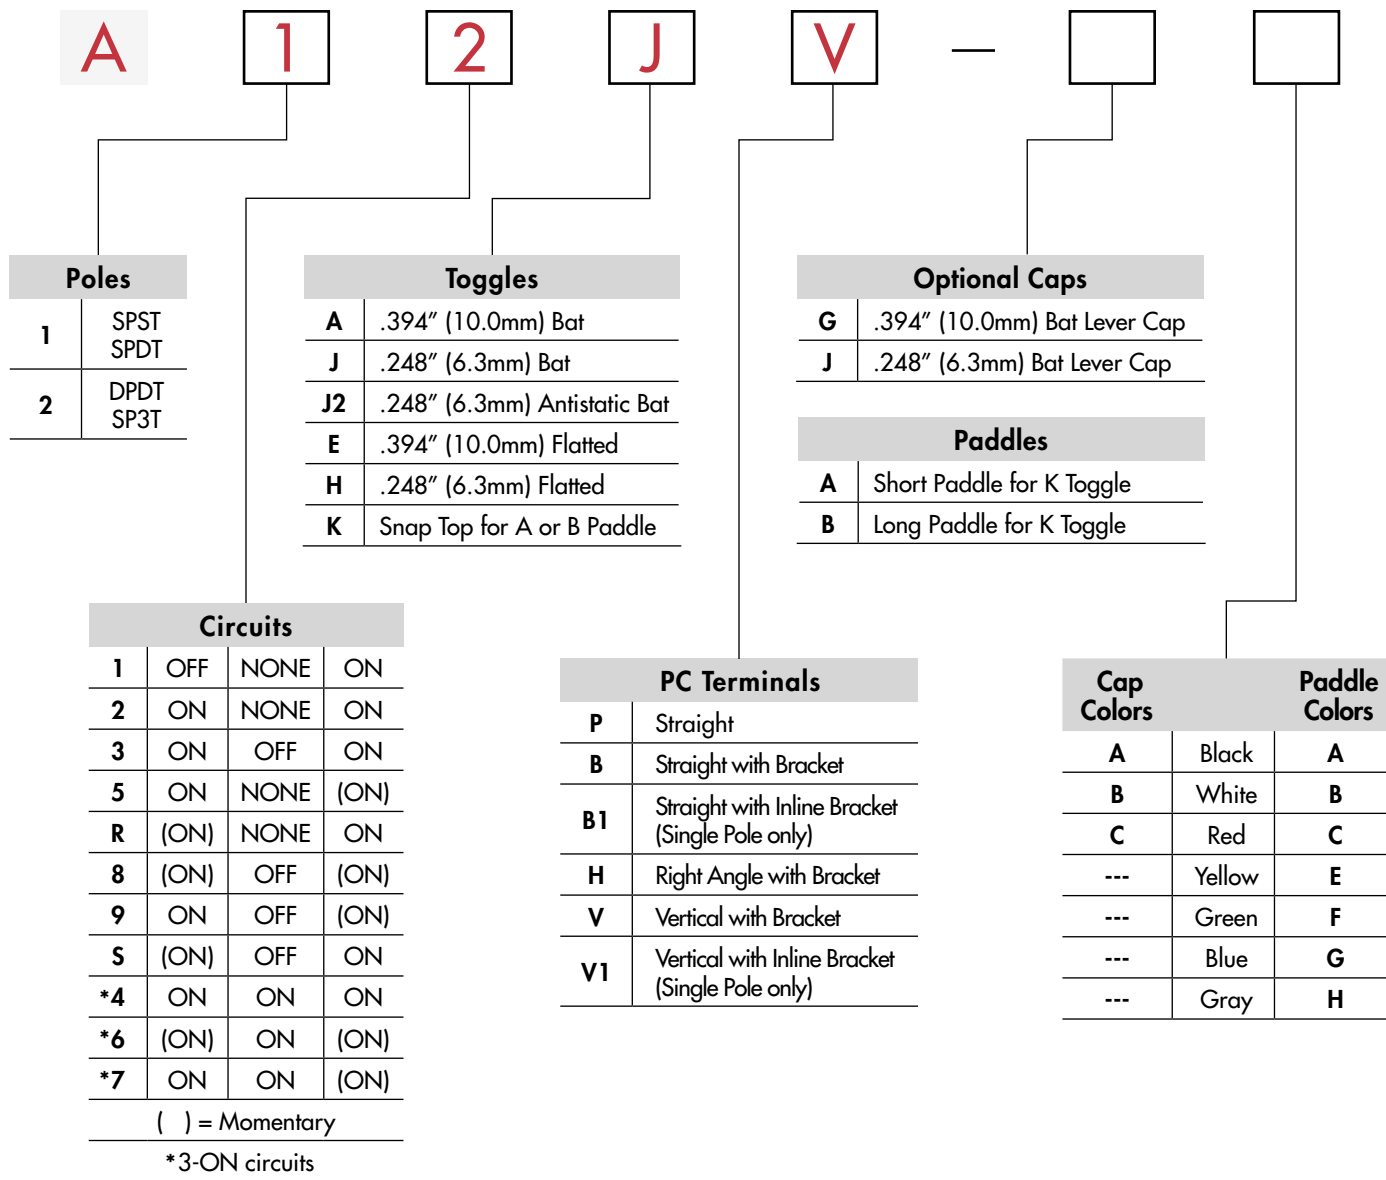 A 1 2 J V —
Poles
1 SPST
SPDT
2 DPDT
SP3T
Toggles
A .394″ (10.0mm) Bat
J .248″ (6.3mm) Bat
J2 .248″ (6.3mm) Antistatic Bat
E .394″ (10.0mm) Flatted
H .248″ (6.3mm) Flatted
K Snap Top for A or B Paddle
Optional Caps
G .394″ (10.0mm) Bat Lever Cap
J .248″ (6.3mm) Bat Lever Cap
Paddles
A Short Paddle for K Toggle
B Long Paddle for K Toggle
Circuits
1 OFF NONE ON
2 ON NONE ON
3 ON OFF ON
5 ON NONE (ON)
R (ON) NONE ON
8 (ON) OFF (ON)
9 ON OFF (ON)
S (ON) OFF ON
*4 ON ON ON
*6 (ON) ON (ON)
*7 ON ON (ON)
( ) = Momentary
*3-ON circuits
PC Terminals
P Straight
B Straight with Bracket
B1 Straight with Inline Bracket
(Single Pole only)
H Right Angle with Bracket
V Vertical with Bracket
V1 Vertical with Inline Bracket
(Single Pole only)
Cap Paddle
Colors Colors
A Black A
B White B
C Red C
--- Yellow E
--- Green F
--- Blue G
--- Gray H